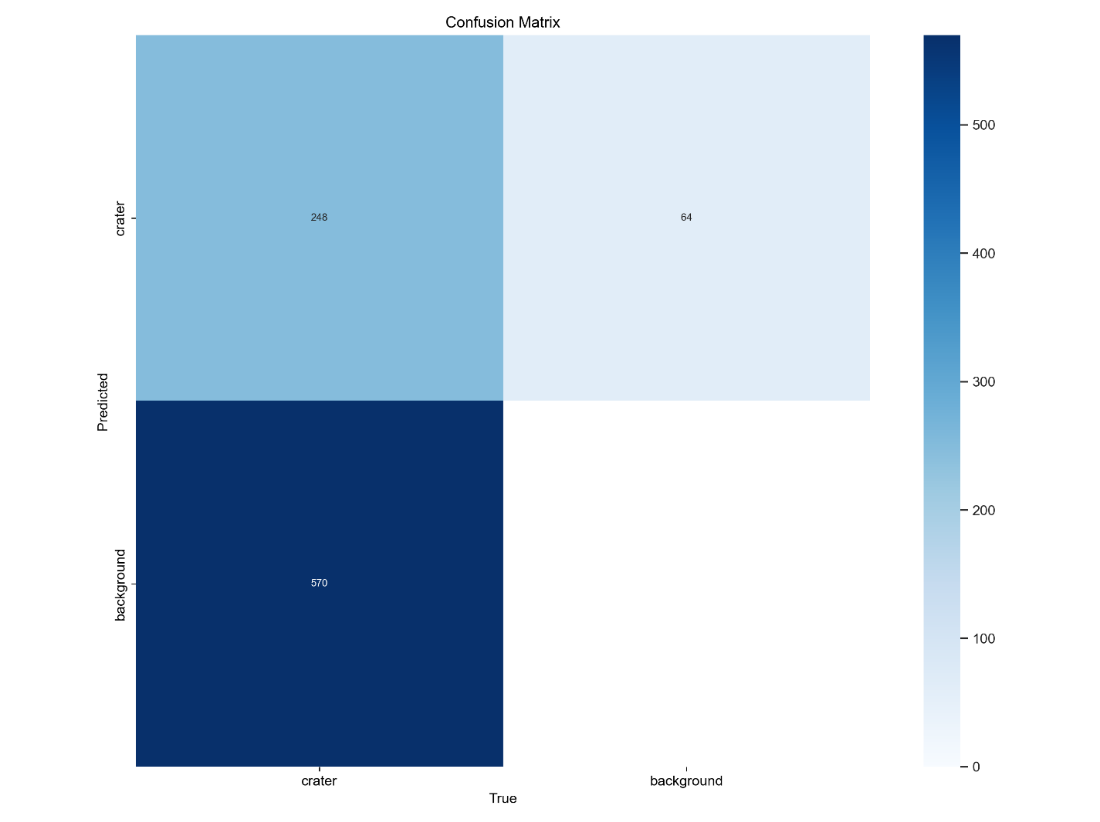 Confusion Matrix
crater
248
64
Predicted
background
570
crater
background
True
500
400
300
200
100
0